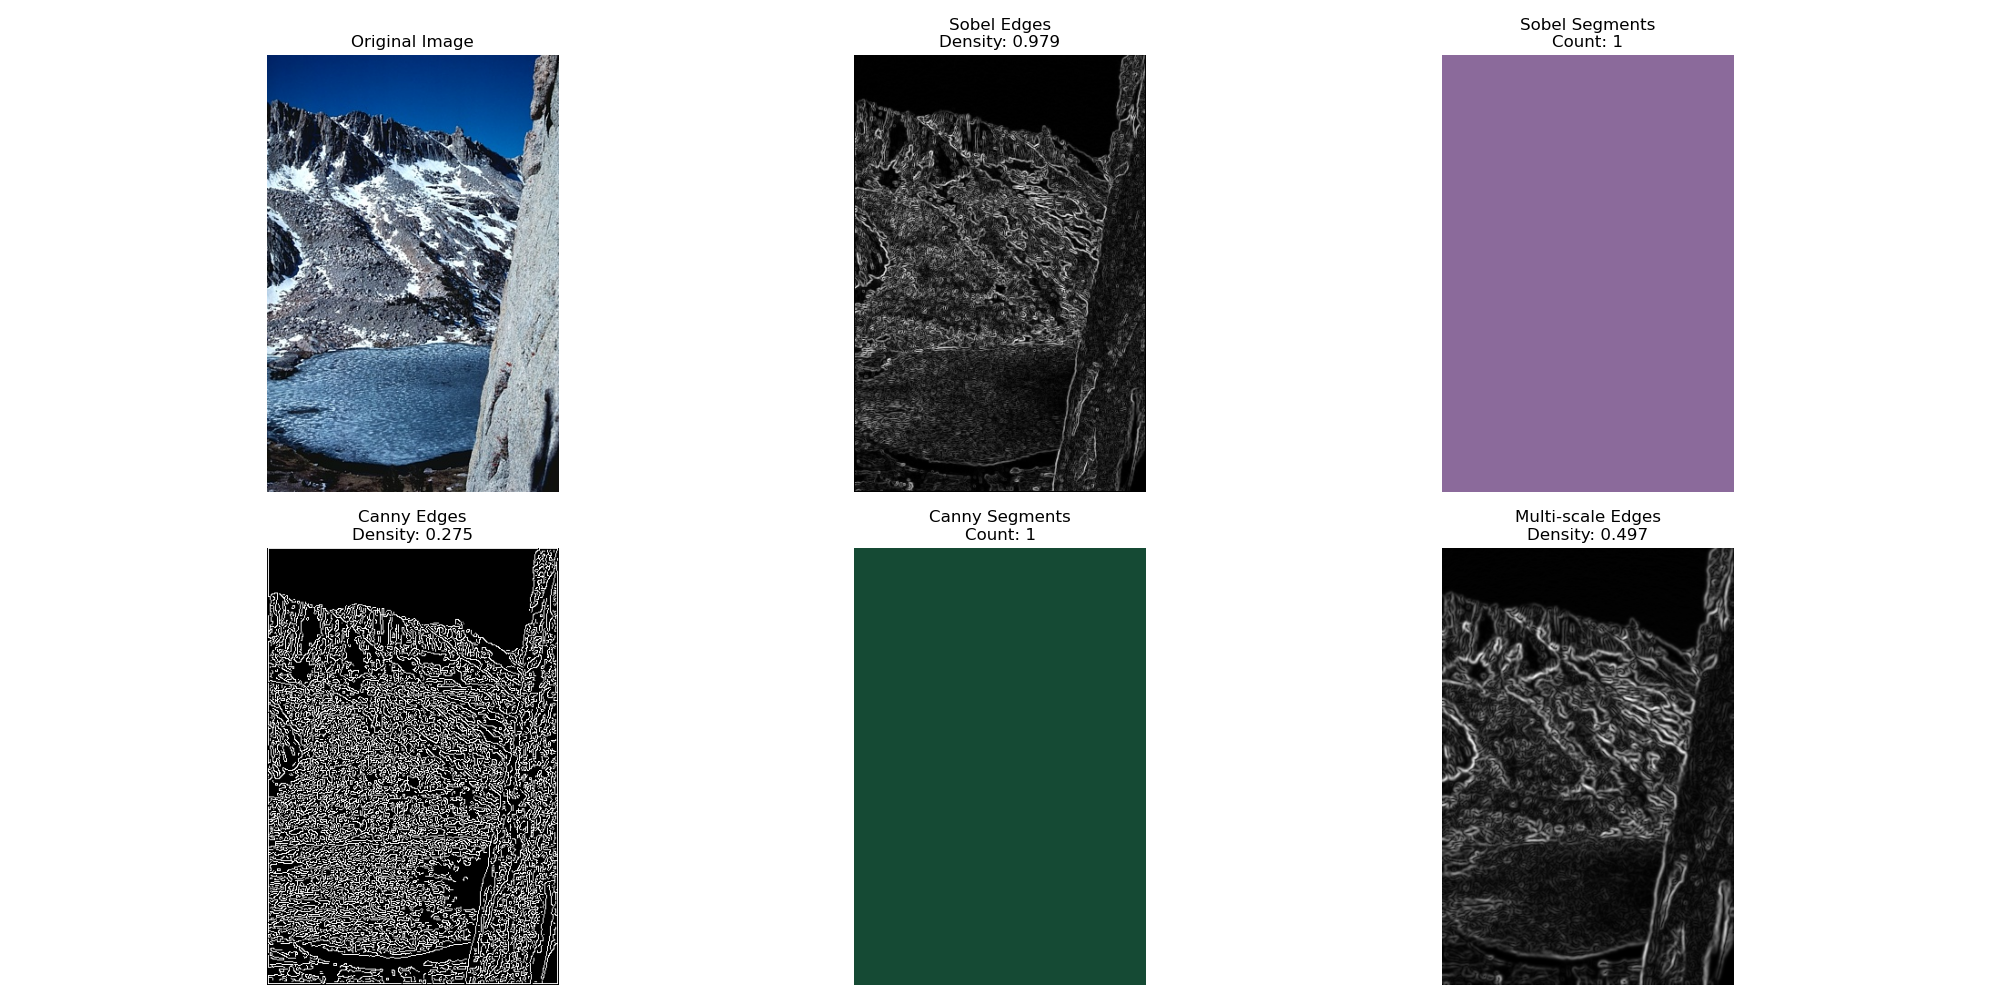 Original Image
Sobel Edges
Density: 0.979
Sobel Segments
Count: 1
Canny Edges
Density: 0.275
Canny Segments
Count: 1
Multi-scale Edges
Density: 0.497